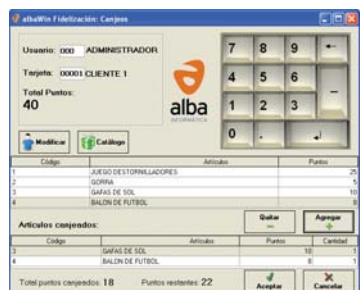 albaWin Fidelización: Canjeos
Usuario: 000 ADMINISTRADOR
Tarjeta: 00001 CLIENTE 1
Total Puntos:
40
alba
INFORMÁTICA
7 8 9 ←
4 5 6 –
1 2 3
0 . ↵
Modificar Catálogo
Código Artículos Puntos
1 JUEGO DESTORNILLADORES 25
2 GORRA 5
3 GAFAS DE SOL 10
4 BALON DE FUTBOL 8
Artículos canjeados: Quitar – Agregar +
Código Artículo Puntos Cantidad
3 GAFAS DE SOL 10 1
4 BALON DE FUTBOL 8 1
Total puntos canjeados: 18 Puntos restantes: 22 Aceptar Cancelar